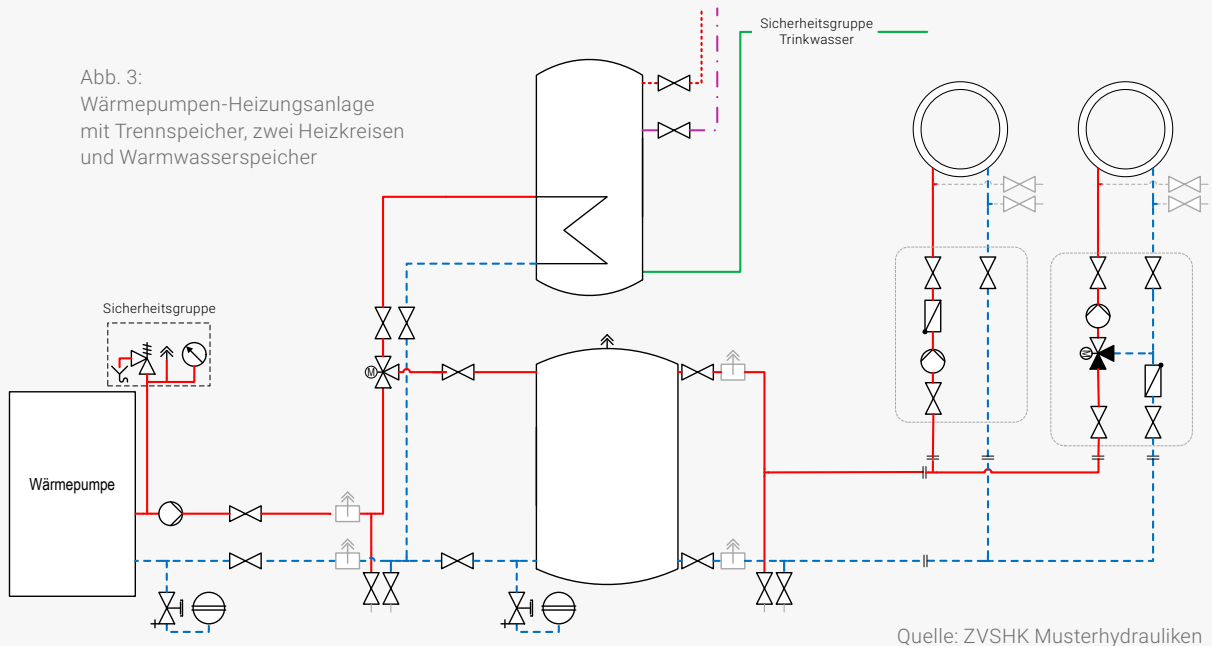 Sicherheitsgruppe
Trinkwasser
Abb. 3:
Wärmepumpen-Heizungsanlage
mit Trennspeicher, zwei Heizkreisen
und Warmwasserspeicher
Sicherheitsgruppe
M
M
Wärmepumpe
Quelle: ZVSHK Musterhydrauliken